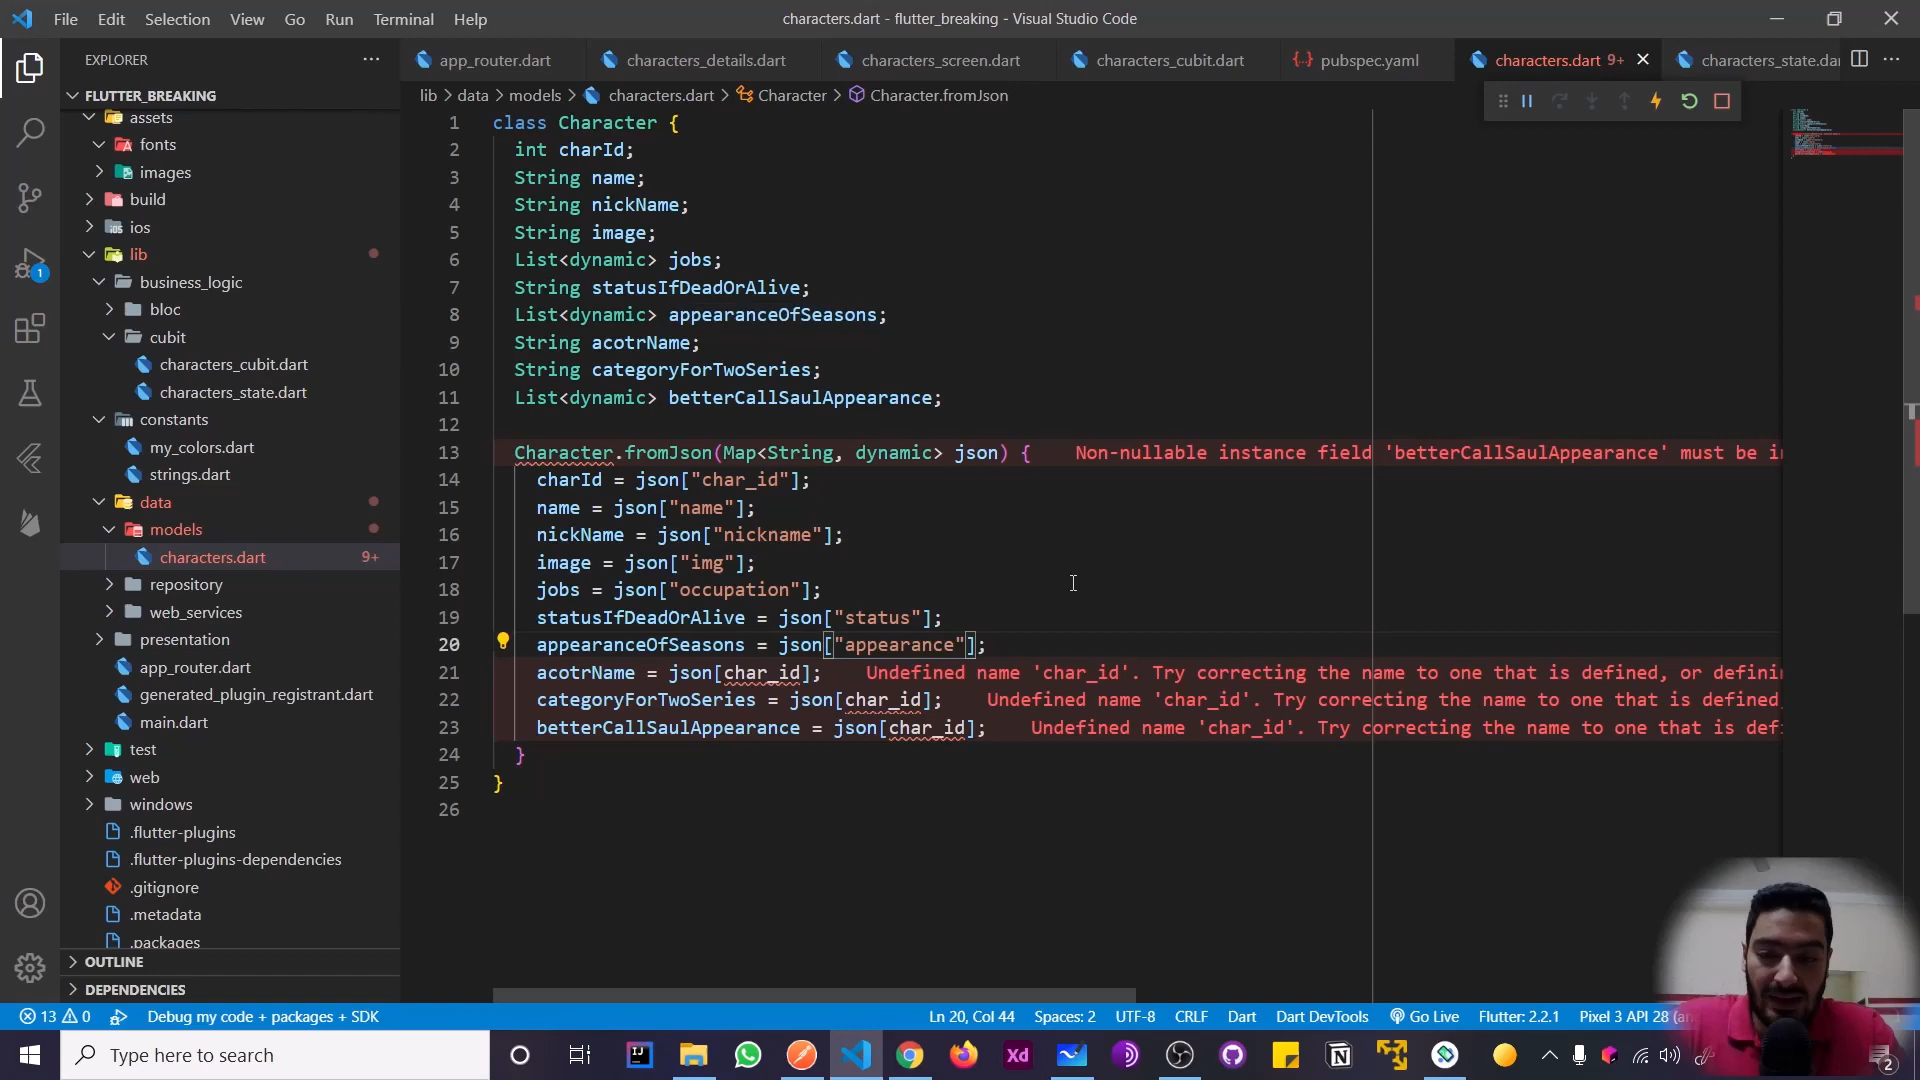 File Edit Selection View Go Run Terminal Help
characters.dart - flutter_breaking - Visual Studio Code
EXPLORER
app_router.dart
characters_details.dart
characters_screen.dart
characters_cubit.dart
pubspec.yaml
characters.dart 9+
characters_state.da
lib > data > models > characters.dart > Character > Character.fromJson
FLUTTER_BREAKING
assets
fonts
images
build
ios
lib
business_logic
bloc
cubit
characters_cubit.dart
characters_state.dart
constants
my_colors.dart
strings.dart
data
models
characters.dart 9+
repository
web_services
presentation
app_router.dart
generated_plugin_registrant.dart
main.dart
test
web
windows
.flutter-plugins
.flutter-plugins-dependencies
.gitignore
.metadata
.packages
OUTLINE
DEPENDENCIES
1 class Character {
2 int charId;
3 String name;
4 String nickName;
5 String image;
6 List<dynamic> jobs;
7 String statusIfDeadOrAlive;
8 List<dynamic> appearanceOfSeasons;
9 String acotrName;
10 String categoryForTwoSeries;
11 List<dynamic> betterCallSaulAppearance;
12
13 Character.fromJson(Map<String, dynamic> json) { Non-nullable instance field 'betterCallSaulAppearance' must be i
14 charId = json["char_id"];
15 name = json["name"];
16 nickName = json["nickname"];
17 image = json["img"];
18 jobs = json["occupation"];
19 statusIfDeadOrAlive = json["status"];
20 appearanceOfSeasons = json["appearance"];
21 acotrName = json[char_id]; Undefined name 'char_id'. Try correcting the name to one that is defined, or defini
22 categoryForTwoSeries = json[char_id]; Undefined name 'char_id'. Try correcting the name to one that is defined
23 betterCallSaulAppearance = json[char_id]; Undefined name 'char_id'. Try correcting the name to one that is def
24 }
25 }
26
1
13 0 Debug my code + packages + SDK
Ln 20, Col 44 Spaces: 2 UTF-8 CRLF Dart Dart DevTools Go Live Flutter: 2.2.1 Pixel 3 API 28 (an
Type here to search
IJ Xd N 2